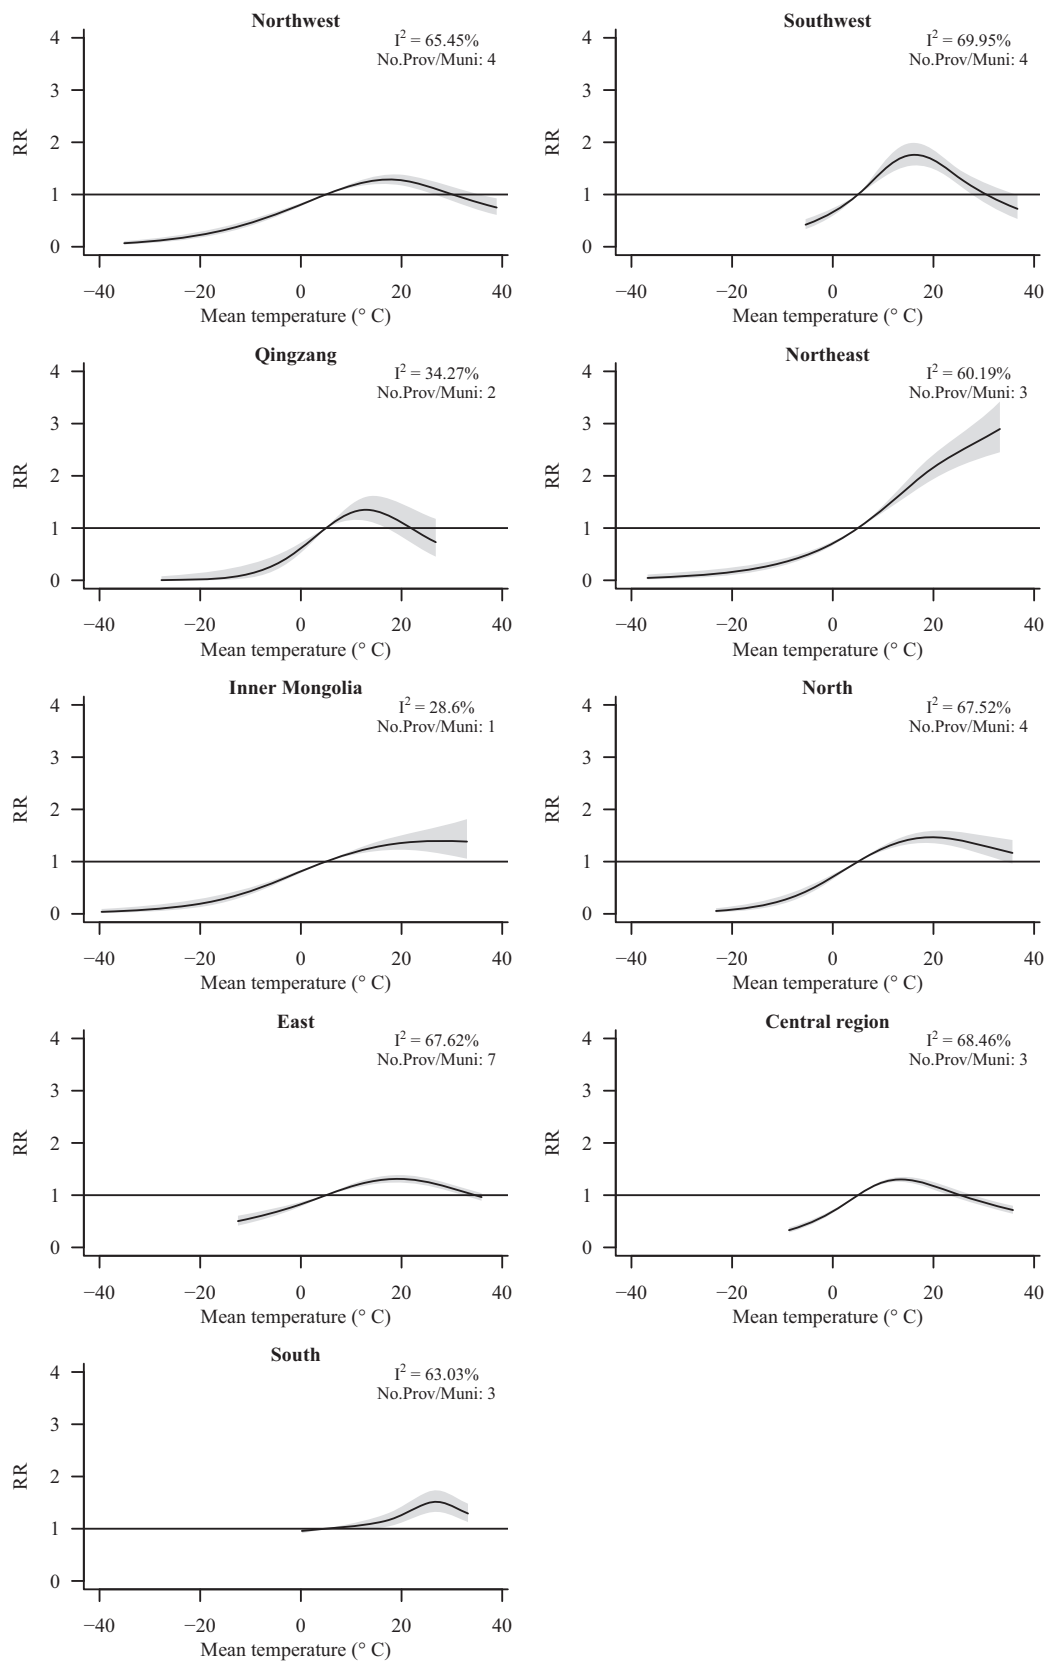 Northwest
I² = 65.45%
No.Prov/Muni: 4
4
3
2
1
0
RR
−40 −20 0 20 40
Mean temperature (° C)
Southwest
I² = 69.95%
No.Prov/Muni: 4
4
3
2
1
0
RR
−40 −20 0 20 40
Mean temperature (° C)
Qingzang
I² = 34.27%
No.Prov/Muni: 2
4
3
2
1
0
RR
−40 −20 0 20 40
Mean temperature (° C)
Northeast
I² = 60.19%
No.Prov/Muni: 3
4
3
2
1
0
RR
−40 −20 0 20 40
Mean temperature (° C)
Inner Mongolia
I² = 28.6%
No.Prov/Muni: 1
4
3
2
1
0
RR
−40 −20 0 20 40
Mean temperature (° C)
North
I² = 67.52%
No.Prov/Muni: 4
4
3
2
1
0
RR
−40 −20 0 20 40
Mean temperature (° C)
East
I² = 67.62%
No.Prov/Muni: 7
4
3
2
1
0
RR
−40 −20 0 20 40
Mean temperature (° C)
Central region
I² = 68.46%
No.Prov/Muni: 3
4
3
2
1
0
RR
−40 −20 0 20 40
Mean temperature (° C)
South
I² = 63.03%
No.Prov/Muni: 3
4
3
2
1
0
RR
−40 −20 0 20 40
Mean temperature (° C)